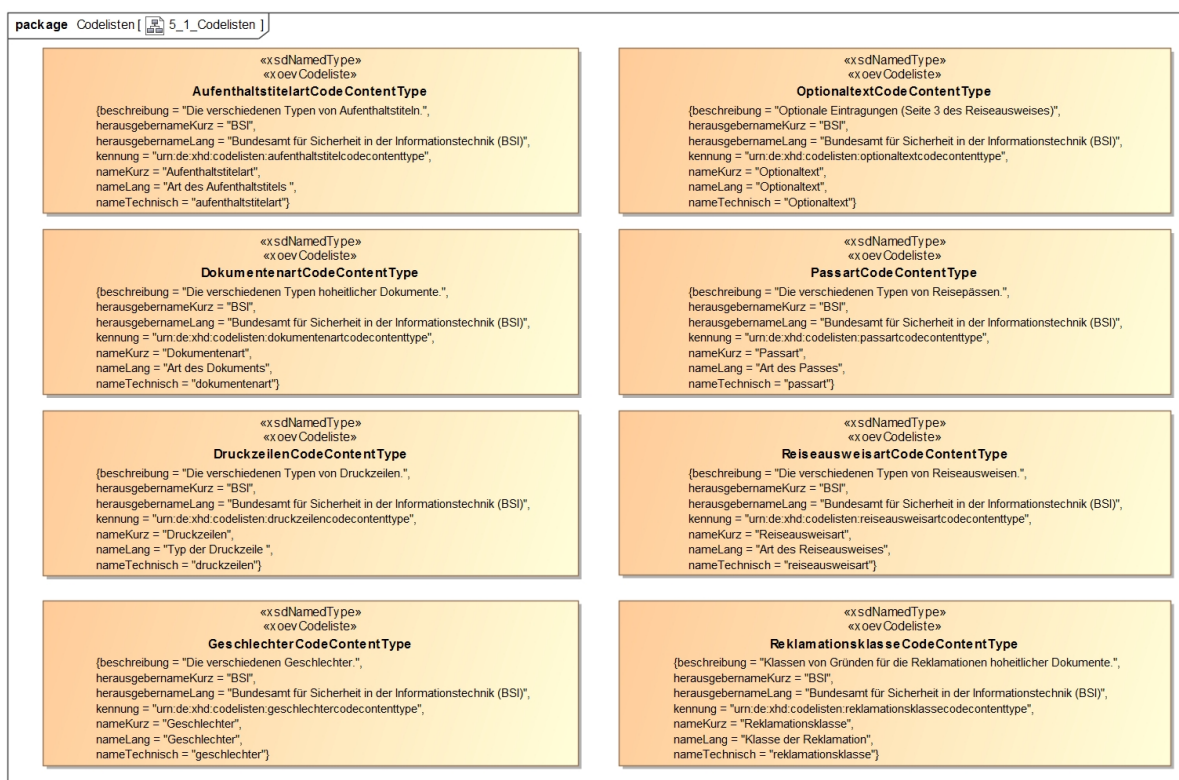 package Codelisten [ 5_1_Codelisten ]
«xsdNamedType»
«xoevCodeliste»
AufenthaltstitelartCodeContentType
{beschreibung = "Die verschiedenen Typen von Aufenthaltstiteln.",
herausgebernameKurz = "BSI",
herausgebernameLang = "Bundesamt für Sicherheit in der Informationstechnik (BSI)",
kennung = "urn:de:xhd:codelisten:aufenthaltstitelcodecontenttype",
nameKurz = "Aufenthaltstitelart",
nameLang = "Art des Aufenthaltstitels ",
nameTechnisch = "aufenthaltstitelart"}
«xsdNamedType»
«xoevCodeliste»
OptionaltextCodeContentType
{beschreibung = "Optionale Eintragungen (Seite 3 des Reiseausweises)",
herausgebernameKurz = "BSI",
herausgebernameLang = "Bundesamt für Sicherheit in der Informationstechnik (BSI)",
kennung = "urn:de:xhd:codelisten:optionaltextcodecontenttype",
nameKurz = "Optionaltext",
nameLang = "Optionaltext",
nameTechnisch = "Optionaltext"}
«xsdNamedType»
«xoevCodeliste»
DokumentenartCodeContentType
{beschreibung = "Die verschiedenen Typen hoheitlicher Dokumente.",
herausgebernameKurz = "BSI",
herausgebernameLang = "Bundesamt für Sicherheit in der Informationstechnik (BSI)",
kennung = "urn:de:xhd:codelisten:dokumentenartcodecontenttype",
nameKurz = "Dokumentenart",
nameLang = "Art des Dokuments",
nameTechnisch = "dokumentenart"}
«xsdNamedType»
«xoevCodeliste»
PassartCodeContentType
{beschreibung = "Die verschiedenen Typen von Reisepässen.",
herausgebernameKurz = "BSI",
herausgebernameLang = "Bundesamt für Sicherheit in der Informationstechnik (BSI)",
kennung = "urn:de:xhd:codelisten:passartcodecontenttype",
nameKurz = "Passart",
nameLang = "Art des Passes",
nameTechnisch = "passart"}
«xsdNamedType»
«xoevCodeliste»
DruckzeilenCodeContentType
{beschreibung = "Die verschiedenen Typen von Druckzeilen.",
herausgebernameKurz = "BSI",
herausgebernameLang = "Bundesamt für Sicherheit in der Informationstechnik (BSI)",
kennung = "urn:de:xhd:codelisten:druckzeilencodecontenttype",
nameKurz = "Druckzeilen",
nameLang = "Typ der Druckzeile ",
nameTechnisch = "druckzeilen"}
«xsdNamedType»
«xoevCodeliste»
ReiseausweisartCodeContentType
{beschreibung = "Die verschiedenen Typen von Reiseausweisen.",
herausgebernameKurz = "BSI",
herausgebernameLang = "Bundesamt für Sicherheit in der Informationstechnik (BSI)",
kennung = "urn:de:xhd:codelisten:reiseausweisartcodecontenttype",
nameKurz = "Reiseausweisart",
nameLang = "Art des Reiseausweises",
nameTechnisch = "reiseausweisart"}
«xsdNamedType»
«xoevCodeliste»
GeschlechterCodeContentType
{beschreibung = "Die verschiedenen Geschlechter.",
herausgebernameKurz = "BSI",
herausgebernameLang = "Bundesamt für Sicherheit in der Informationstechnik (BSI)",
kennung = "urn:de:xhd:codelisten:geschlechtercodecontenttype",
nameKurz = "Geschlechter",
nameLang = "Geschlechter",
nameTechnisch = "geschlechter"}
«xsdNamedType»
«xoevCodeliste»
ReklamationsklasseCodeContentType
{beschreibung = "Klassen von Gründen für die Reklamationen hoheitlicher Dokumente.",
herausgebernameKurz = "BSI",
herausgebernameLang = "Bundesamt für Sicherheit in der Informationstechnik (BSI)",
kennung = "urn:de:xhd:codelisten:reklamationsklassecodecontenttype",
nameKurz = "Reklamationsklasse",
nameLang = "Klasse der Reklamation",
nameTechnisch = "reklamationsklasse"}